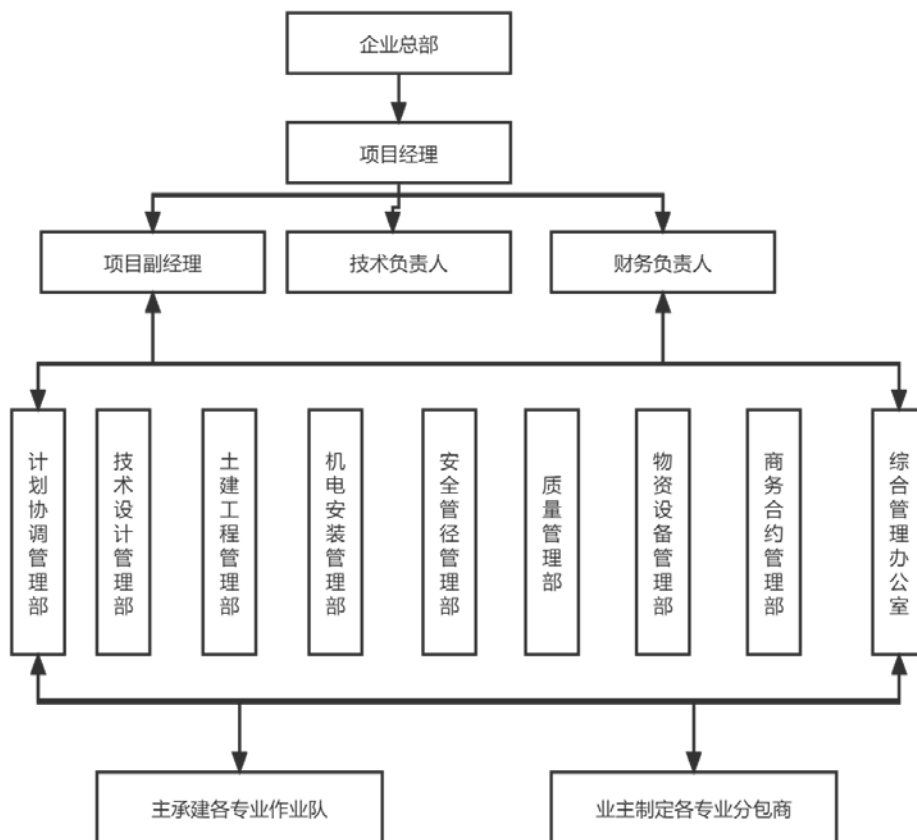 企业总部
项目经理
项目副经理
技术负责人
财务负责人
计划协调管理部
技术设计管理部
土建工程管理部
机电安装管理部
安全管径管理部
质量管理部
物资设备管理部
商务合约管理部
综合管理办公室
主承建各专业作业队
业主制定各专业分包商